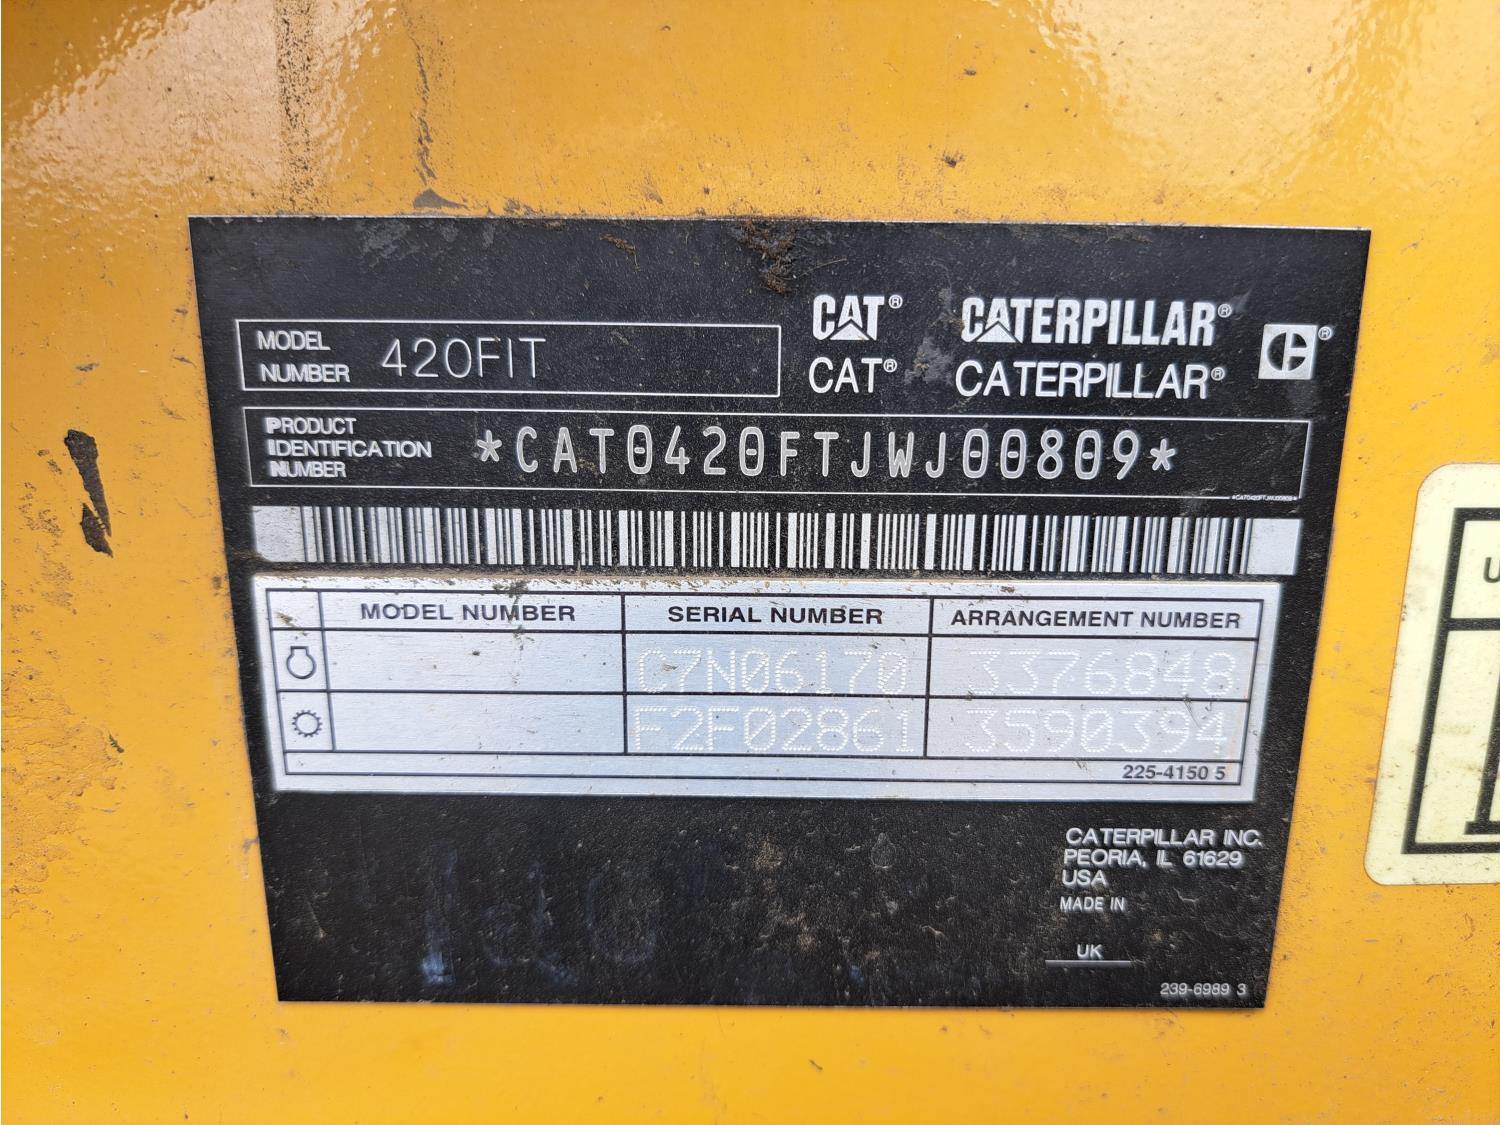 MODEL NUMBER 420FIT
CAT® CATERPILLAR®
CAT® CATERPILLAR®
PRODUCT IDENTIFICATION NUMBER *CAT0420FTJWJ00809*
*CAT0420FTJWJ00809*
MODEL NUMBER SERIAL NUMBER ARRANGEMENT NUMBER
C7N06170 3376848
F2F02861 3590394
225-4150 5
CATERPILLAR INC.
PEORIA, IL 61629
USA
MADE IN
UK
239-6989 3